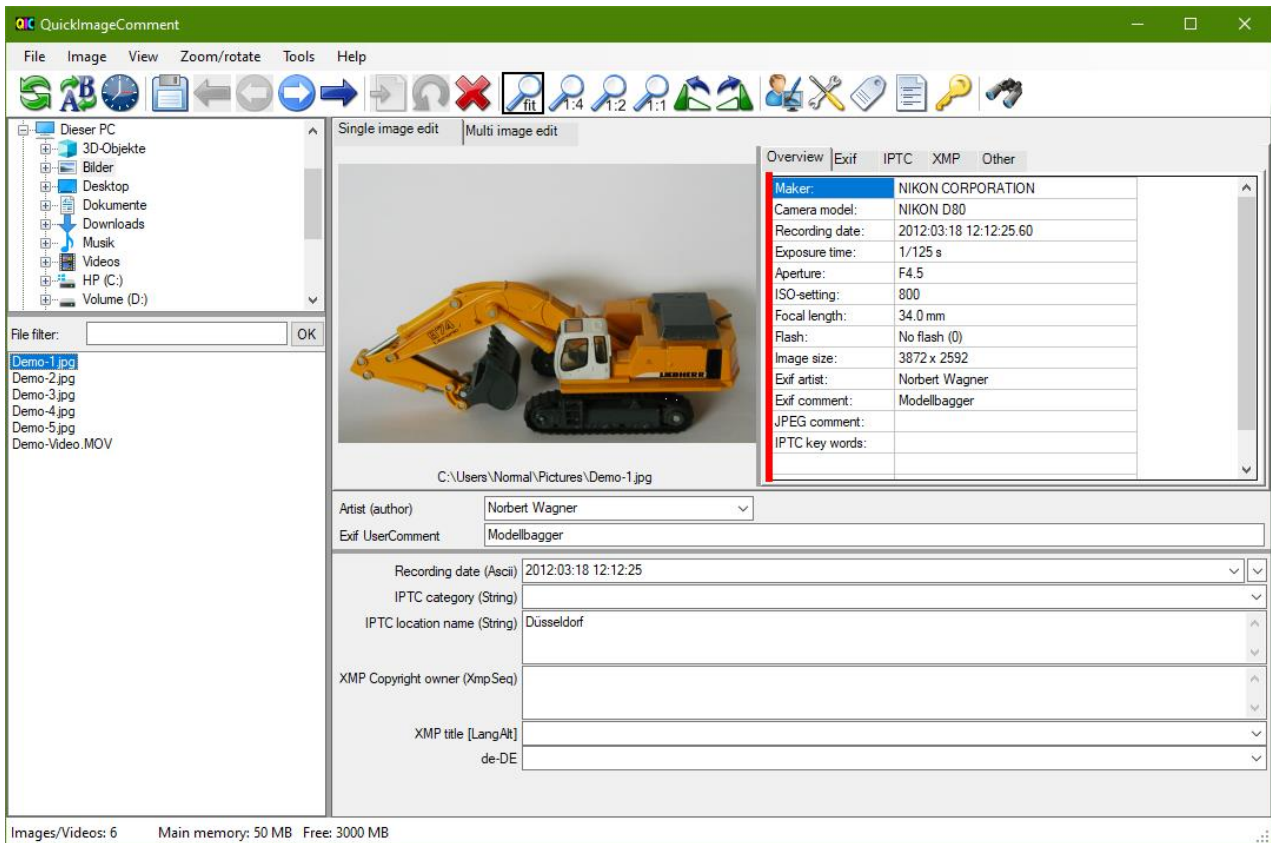 QIC QuickImageComment
File Image View Zoom/rotate Tools Help
fit 1:4 1:2 1:1
Dieser PC
3D-Objekte
Bilder
Desktop
Dokumente
Downloads
Musik
Videos
HP (C:)
Volume (D:)
File filter: OK
Demo-1.jpg
Demo-2.jpg
Demo-3.jpg
Demo-4.jpg
Demo-5.jpg
Demo-Video.MOV
Single image edit Multi image edit
974
LIEBHERR
C:\Users\Normal\Pictures\Demo-1.jpg
Overview Exif IPTC XMP Other
Maker: NIKON CORPORATION
Camera model: NIKON D80
Recording date: 2012:03:18 12:12:25.60
Exposure time: 1/125 s
Aperture: F4.5
ISO-setting: 800
Focal length: 34.0 mm
Flash: No flash (0)
Image size: 3872 x 2592
Exif artist: Norbert Wagner
Exif comment: Modellbagger
JPEG comment:
IPTC key words:
Artist (author) Norbert Wagner
Exif UserComment Modellbagger
Recording date (Ascii) 2012:03:18 12:12:25
IPTC category (String)
IPTC location name (String) Düsseldorf
XMP Copyright owner (XmpSeq)
XMP title [LangAlt]
de-DE
Images/Videos: 6 Main memory: 50 MB Free: 3000 MB